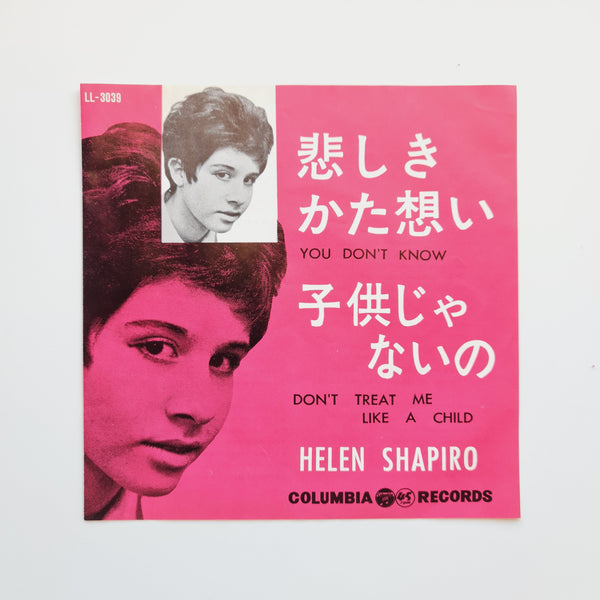 LL-3039
悲しき
かた想い
YOU DON'T KNOW
子供じゃ
ないの
DON'T TREAT ME
LIKE A CHILD
HELEN SHAPIRO
COLUMBIA 45 RECORDS